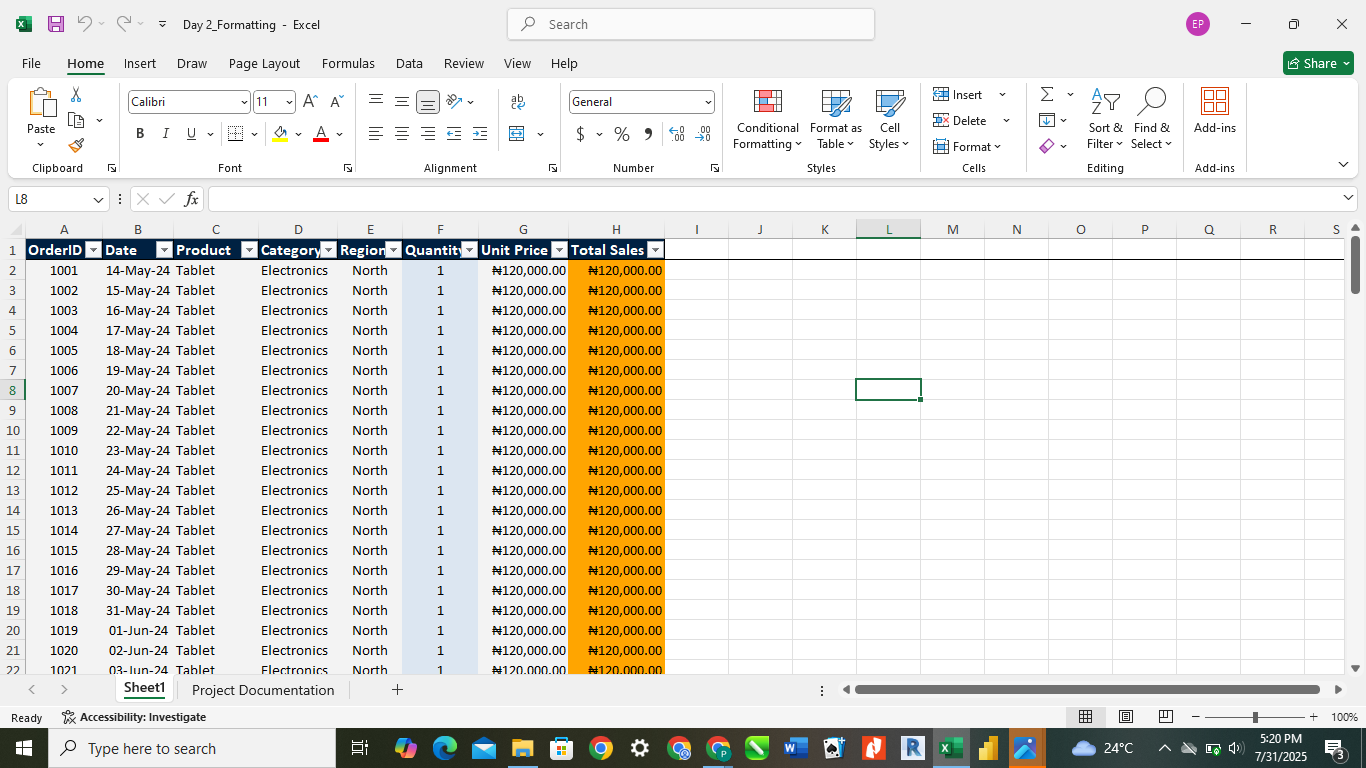 Day 2_Formatting - Excel
Search
EP
File Home Insert Draw Page Layout Formulas Data Review View Help Share
Paste
Calibri 11
B I U A
ab
General
$ % 9 .00 .00
Conditional Formatting
Format as Table
Cell Styles
Insert
Delete
Format
Sort & Filter
Find & Select
Add-ins
Clipboard Font Alignment Number Styles Cells Editing Add-ins
L8 fx
A B C D E F G H I J K L M N O P Q R S
1 OrderID Date Product Category Region Quantity Unit Price Total Sales
2 1001 14-May-24 Tablet Electronics North 1 ₦120,000.00 ₦120,000.00
3 1002 15-May-24 Tablet Electronics North 1 ₦120,000.00 ₦120,000.00
4 1003 16-May-24 Tablet Electronics North 1 ₦120,000.00 ₦120,000.00
5 1004 17-May-24 Tablet Electronics North 1 ₦120,000.00 ₦120,000.00
6 1005 18-May-24 Tablet Electronics North 1 ₦120,000.00 ₦120,000.00
7 1006 19-May-24 Tablet Electronics North 1 ₦120,000.00 ₦120,000.00
8 1007 20-May-24 Tablet Electronics North 1 ₦120,000.00 ₦120,000.00
9 1008 21-May-24 Tablet Electronics North 1 ₦120,000.00 ₦120,000.00
10 1009 22-May-24 Tablet Electronics North 1 ₦120,000.00 ₦120,000.00
11 1010 23-May-24 Tablet Electronics North 1 ₦120,000.00 ₦120,000.00
12 1011 24-May-24 Tablet Electronics North 1 ₦120,000.00 ₦120,000.00
13 1012 25-May-24 Tablet Electronics North 1 ₦120,000.00 ₦120,000.00
14 1013 26-May-24 Tablet Electronics North 1 ₦120,000.00 ₦120,000.00
15 1014 27-May-24 Tablet Electronics North 1 ₦120,000.00 ₦120,000.00
16 1015 28-May-24 Tablet Electronics North 1 ₦120,000.00 ₦120,000.00
17 1016 29-May-24 Tablet Electronics North 1 ₦120,000.00 ₦120,000.00
18 1017 30-May-24 Tablet Electronics North 1 ₦120,000.00 ₦120,000.00
19 1018 31-May-24 Tablet Electronics North 1 ₦120,000.00 ₦120,000.00
20 1019 01-Jun-24 Tablet Electronics North 1 ₦120,000.00 ₦120,000.00
21 1020 02-Jun-24 Tablet Electronics North 1 ₦120,000.00 ₦120,000.00
22 1021 03-Jun-24 Tablet Electronics North 1 ₦120,000.00 ₦120,000.00
Sheet1 Project Documentation
Ready Accessibility: Investigate 100%
Type here to search
24°C
5:20 PM
7/31/2025
3